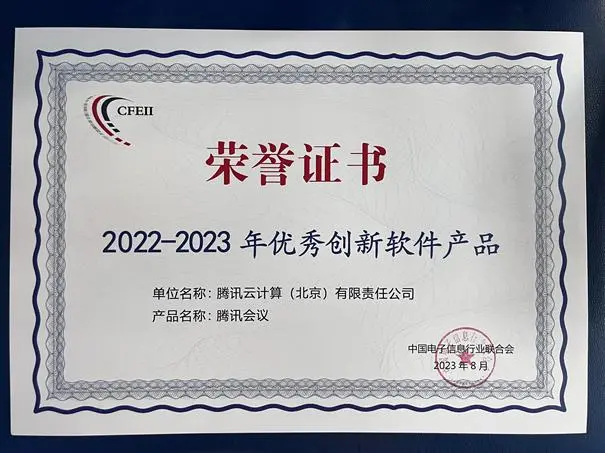 CFEII
荣誉证书
2022-2023 年优秀创新软件产品
单位名称：腾讯云计算（北京）有限责任公司
产品名称：腾讯会议
中国电子信息行业联合会
2023 年 8 月